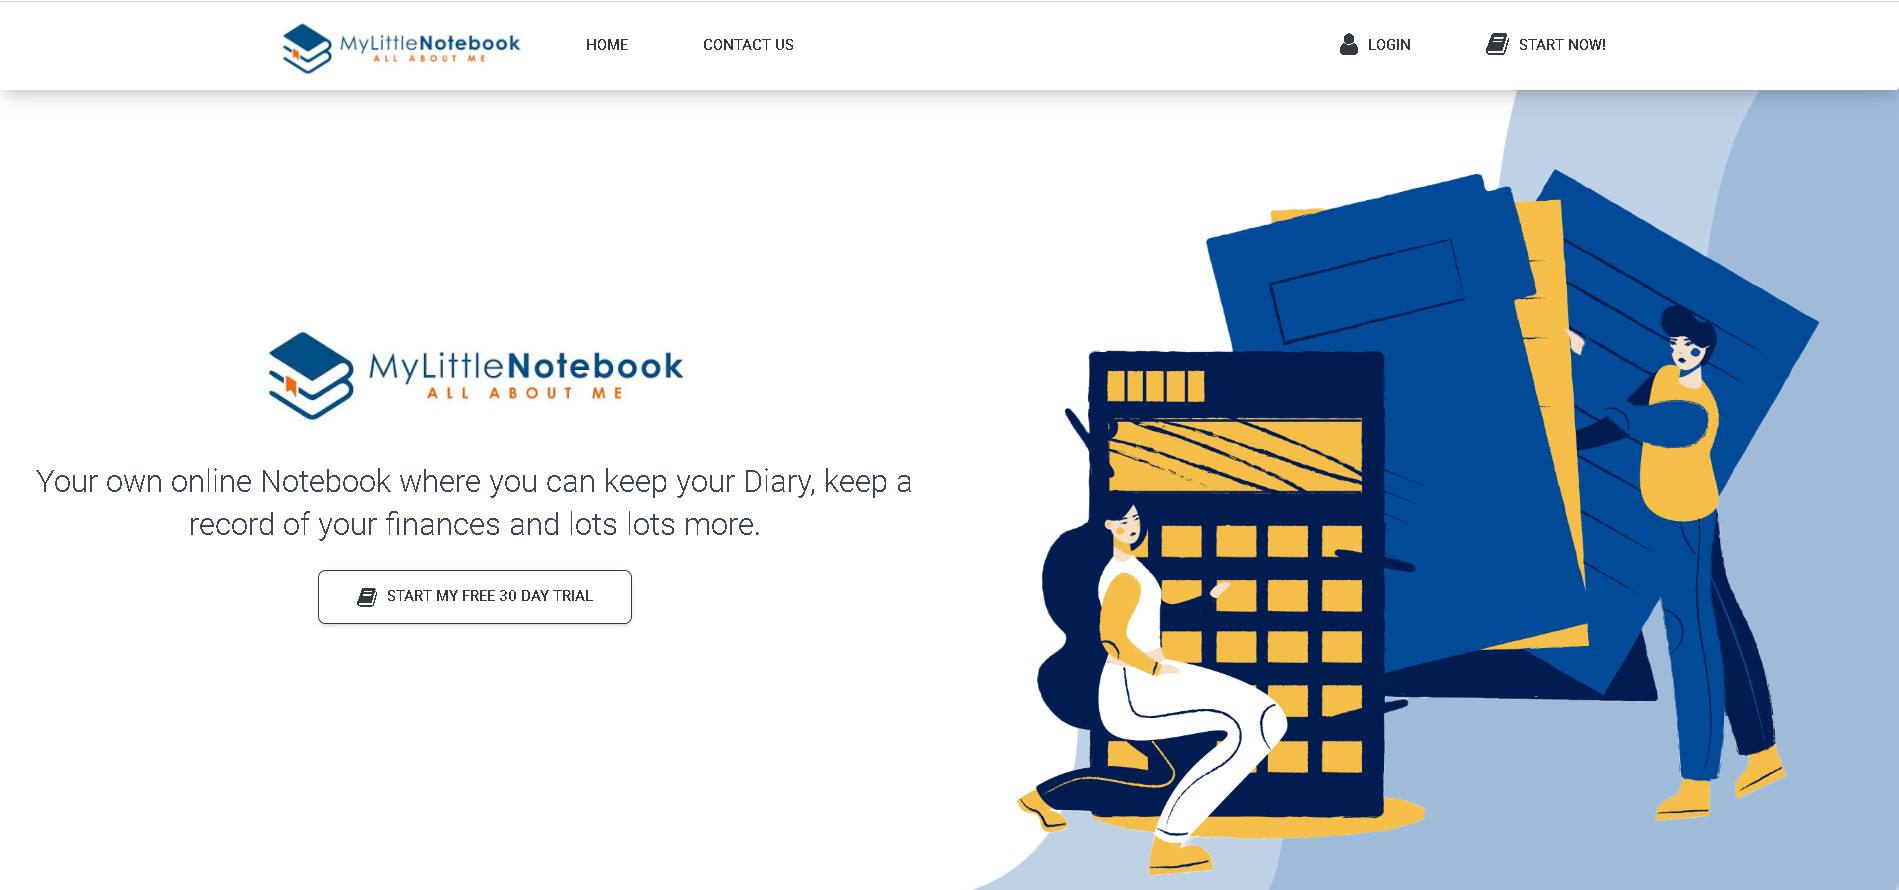 MyLittleNotebook
ALL ABOUT ME
HOME
CONTACT US
LOGIN
START NOW!
MyLittleNotebook
ALL ABOUT ME
Your own online Notebook where you can keep your Diary, keep a
record of your finances and lots lots more.
START MY FREE 30 DAY TRIAL